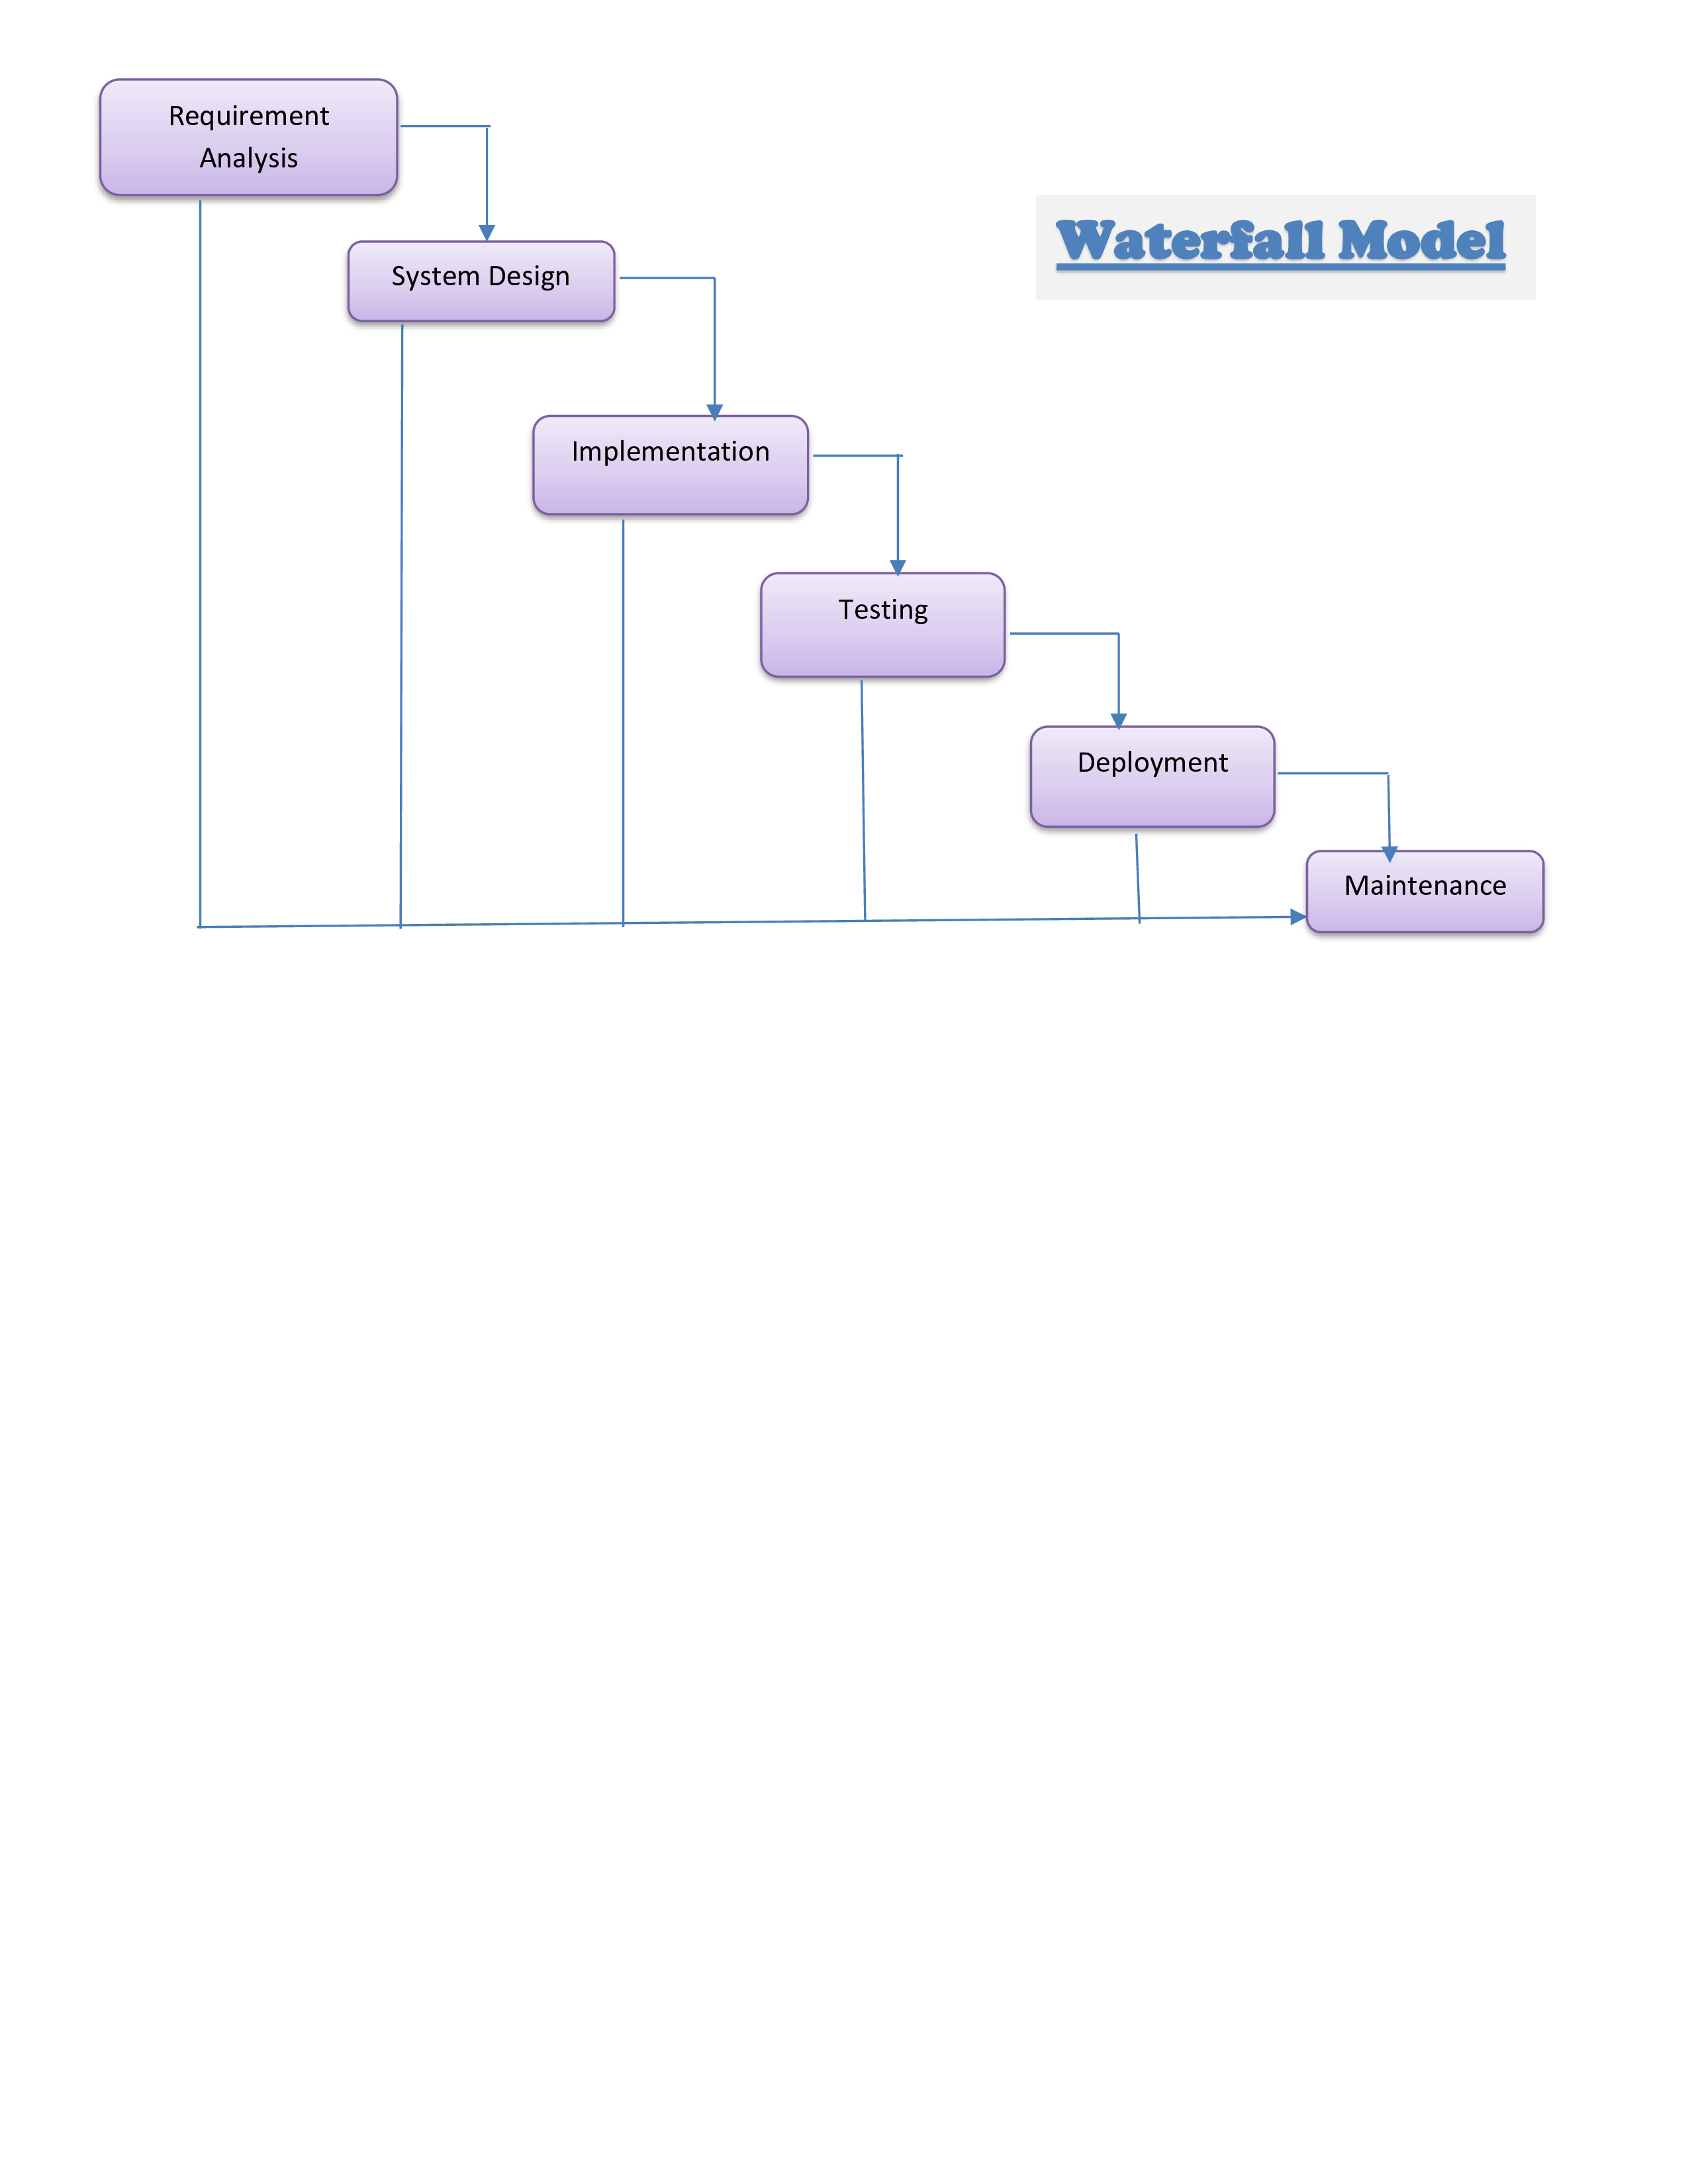 Requirement
Analysis
Waterfall Model
System Design
Implementation
Testing
Deployment
Maintenance